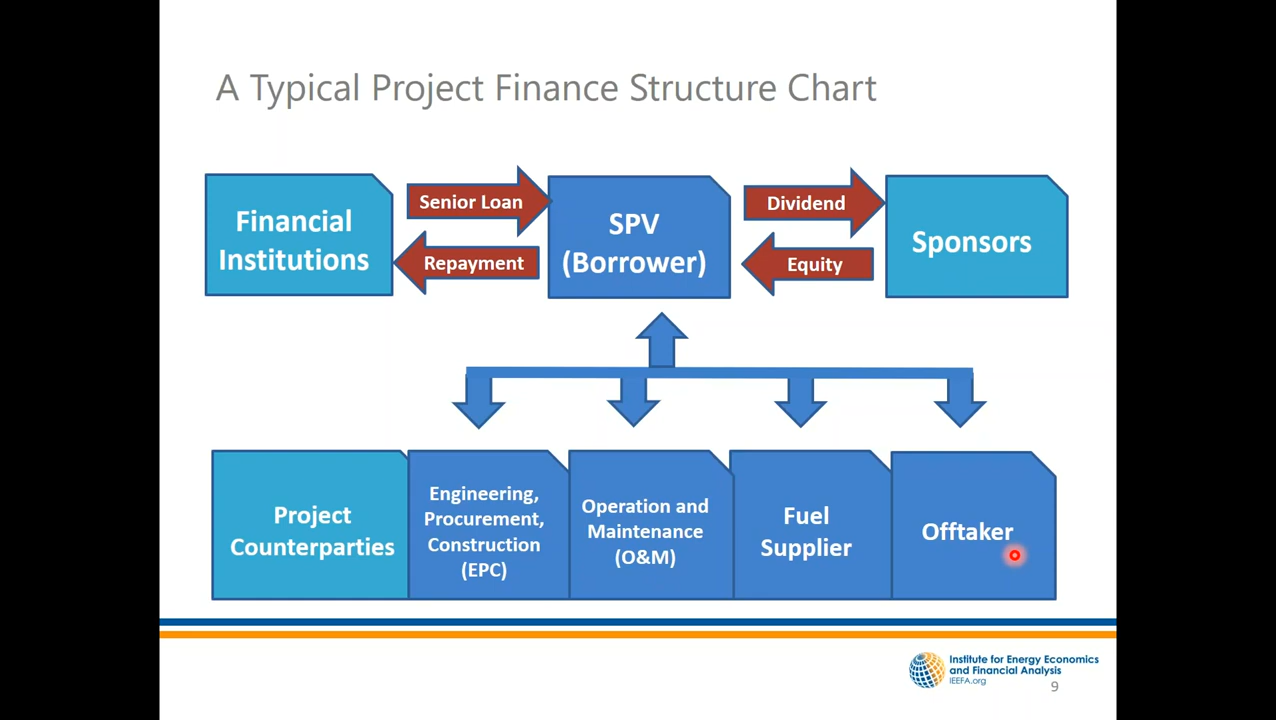 A Typical Project Finance Structure Chart
Financial
Institutions
Senior Loan
Repayment
SPV
(Borrower)
Dividend
Equity
Sponsors
Project
Counterparties
Engineering,
Procurement,
Construction
(EPC)
Operation and
Maintenance
(O&M)
Fuel
Supplier
Offtaker
Institute for Energy Economics
and Financial Analysis
IEEFA.org
9